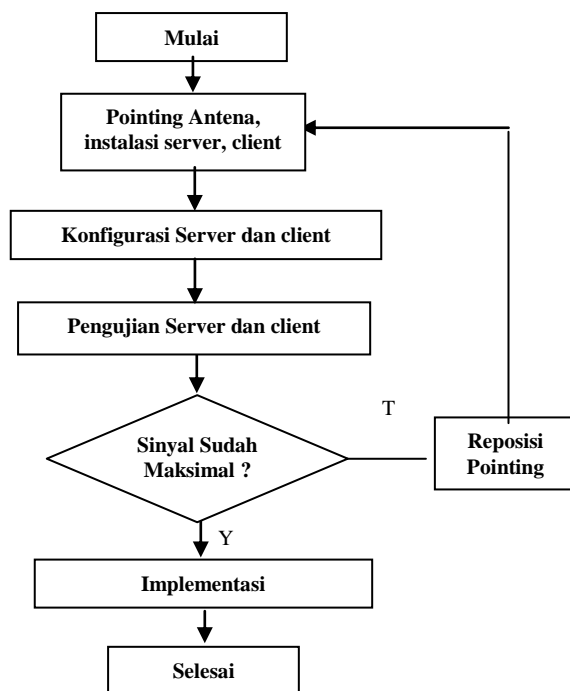 Mulai
Pointing Antena,
instalasi server, client
Konfigurasi Server dan client
Pengujian Server dan client
Sinyal Sudah
Maksimal ?
T
Reposisi
Pointing
Y
Implementasi
Selesai